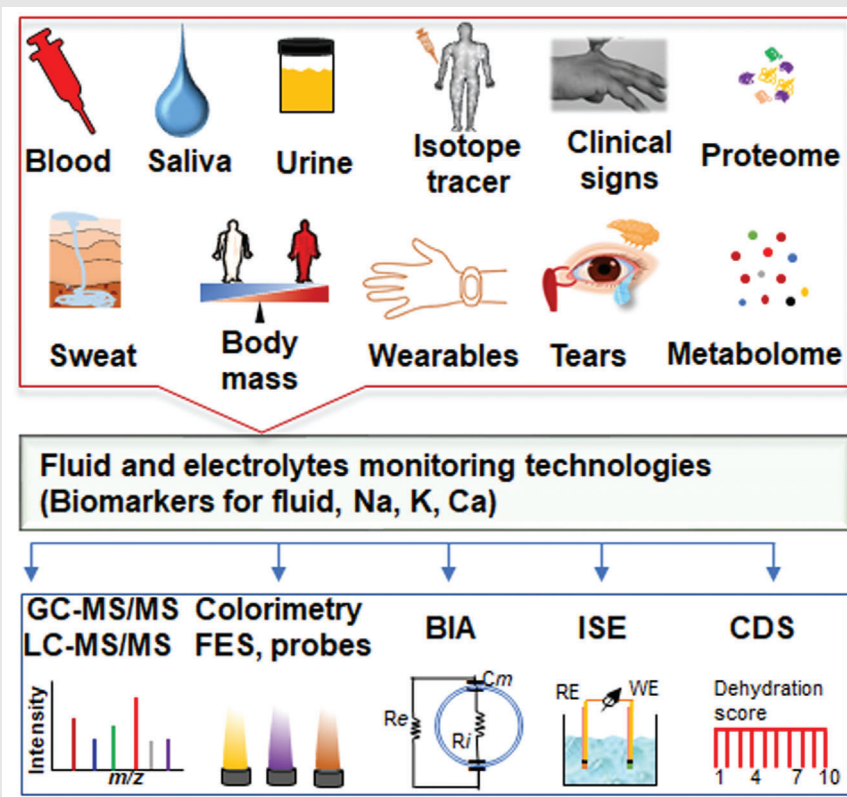 Blood
Saliva
Urine
Isotope
tracer
Clinical
signs
Proteome
Sweat
Body
mass
Wearables
Tears
Metabolome
Fluid and electrolytes monitoring technologies
(Biomarkers for fluid, Na, K, Ca)
GC-MS/MS
LC-MS/MS
Colorimetry
FES, probes
BIA
ISE
CDS
Intensity
m/z
Re
Cm
Ri
RE
WE
Dehydration
score
1 4 7 10